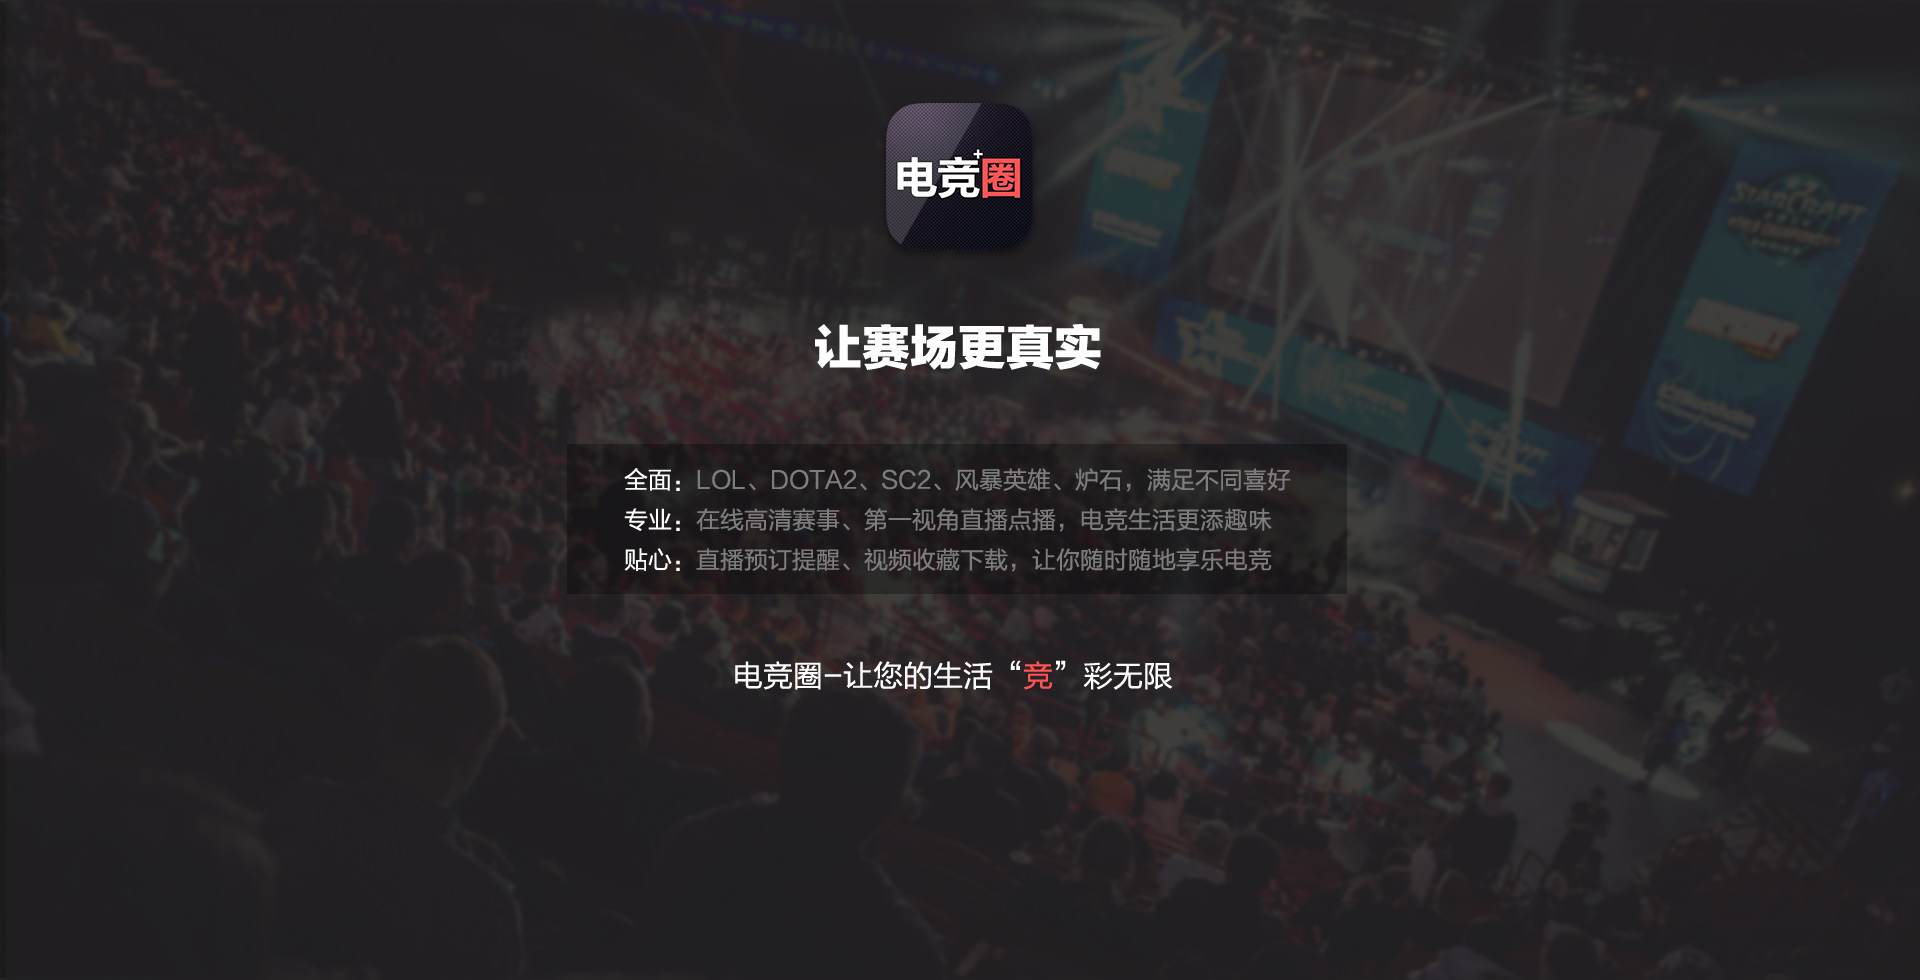 电竞+圈
STARCRAFT
让赛场更真实
全面：LOL、DOTA2、SC2、风暴英雄、炉石，满足不同喜好
专业：在线高清赛事、第一视角直播点播，电竞生活更添趣味
贴心：直播预订提醒、视频收藏下载，让你随时随地享乐电竞
电竞圈-让您的生活“竞”彩无限